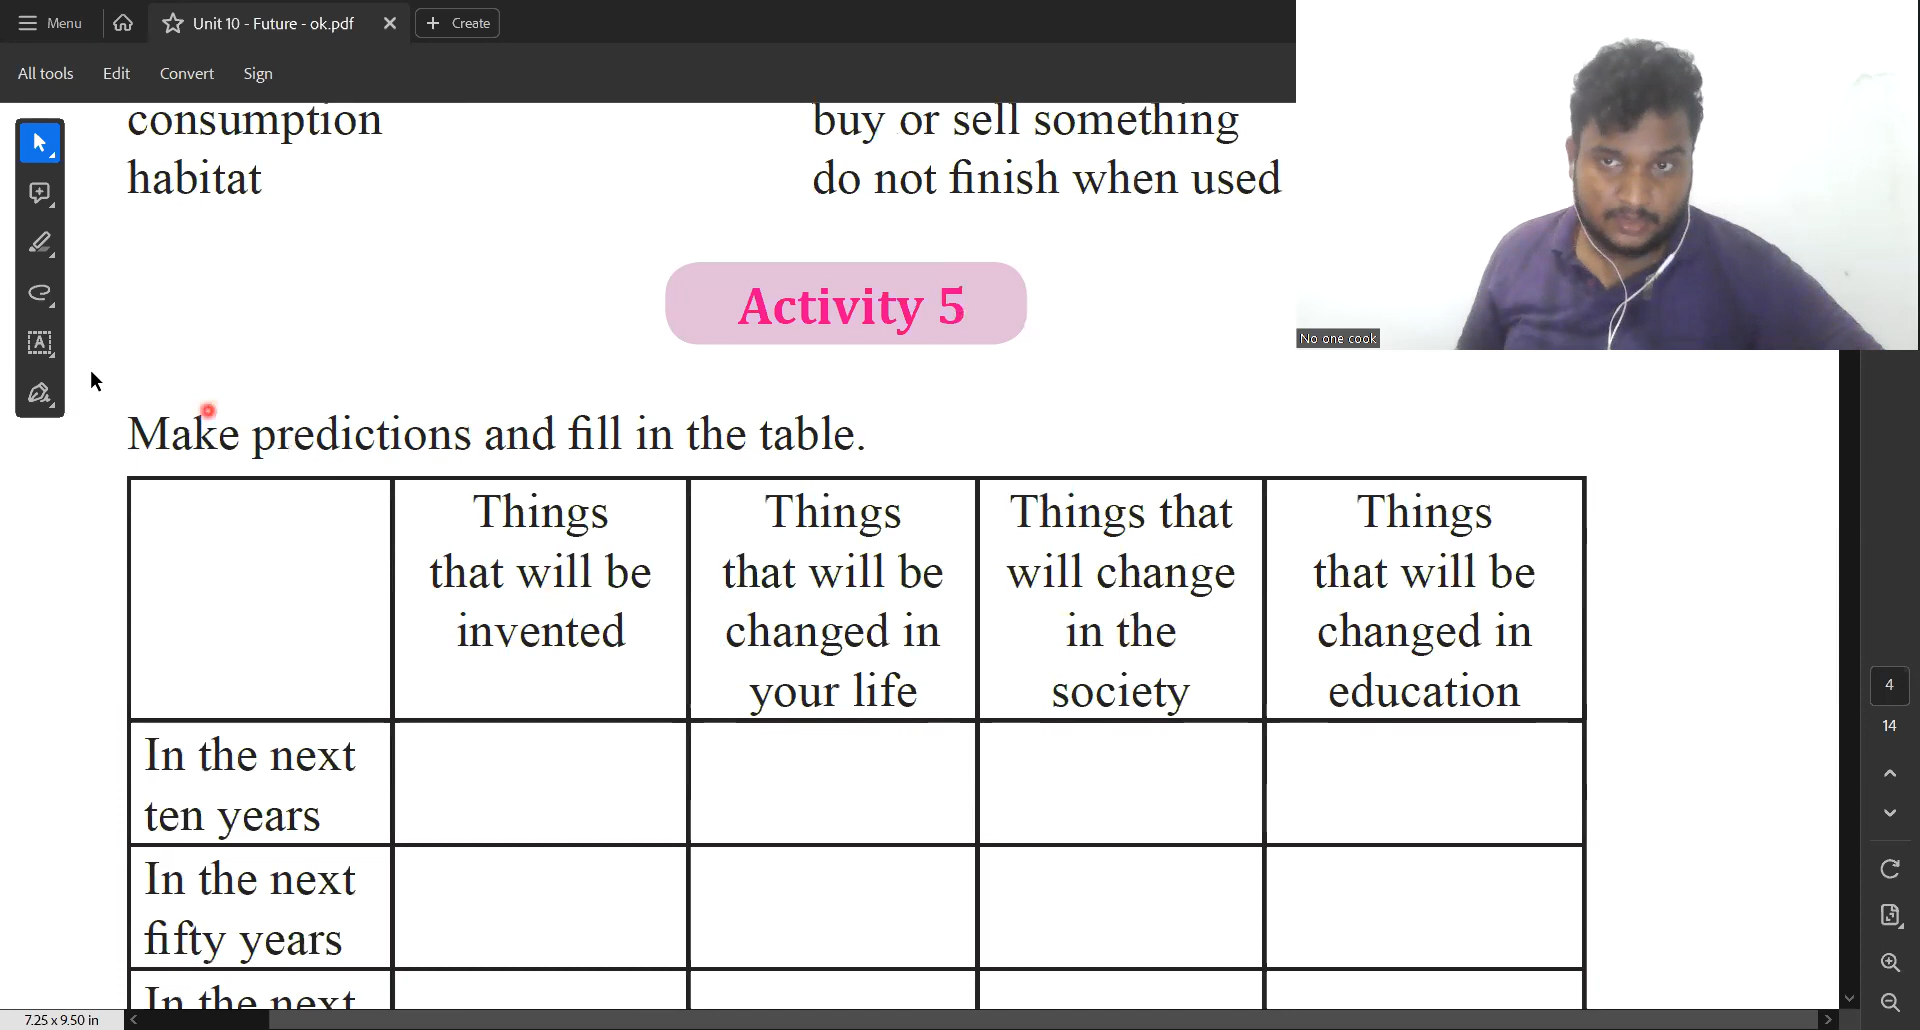 Menu
Unit 10 - Future - ok.pdf
Create
All tools
Edit
Convert
Sign
consumption
buy or sell something
habitat
do not finish when used
No one cook
Activity 5
Make predictions and fill in the table.
Things
that will be
invented
Things
that will be
changed in
your life
Things that
will change
in the
society
Things
that will be
changed in
education
In the next
ten years
In the next
fifty years
In the next
4
14
7.25 x 9.50 in